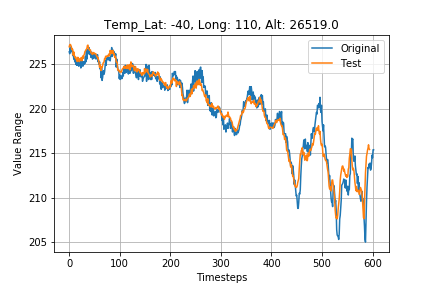 Temp_Lat: -40, Long: 110, Alt: 26519.0
Original
Test
Value Range
225
220
215
210
205
0 100 200 300 400 500 600
Timesteps